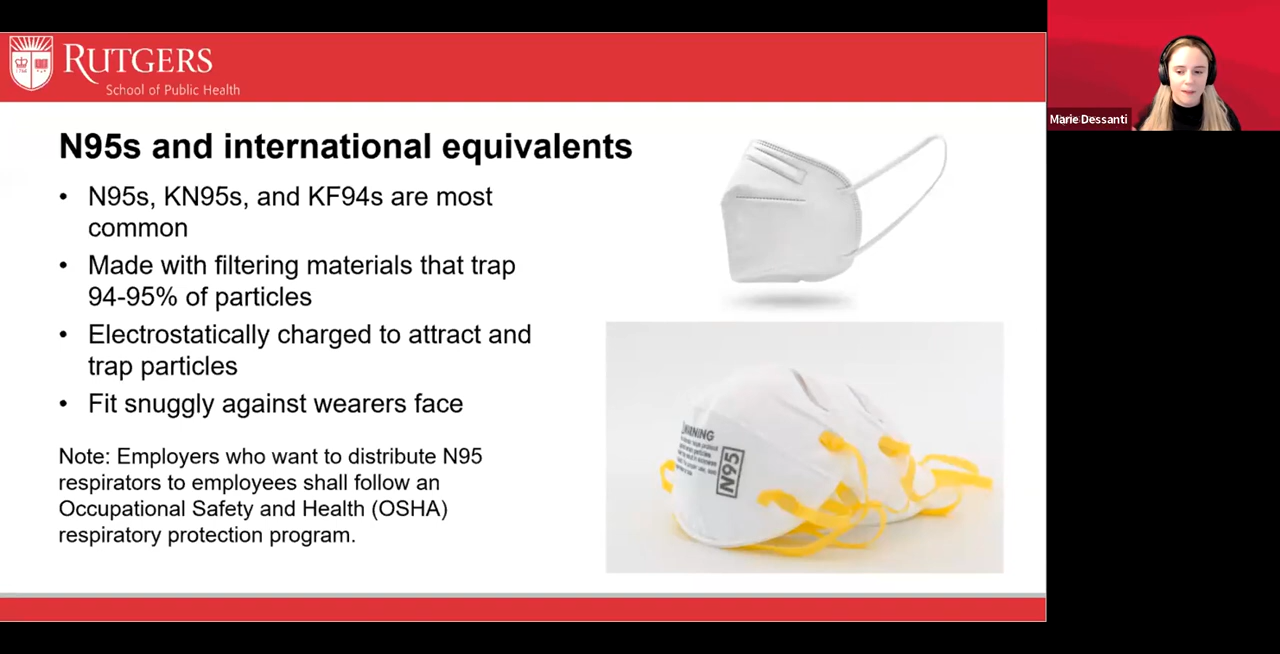 RUTGERS
School of Public Health
Marie Dessanti
N95s and international equivalents
• N95s, KN95s, and KF94s are most
common
• Made with filtering materials that trap
94-95% of particles
• Electrostatically charged to attract and
trap particles
• Fit snuggly against wearers face
Note: Employers who want to distribute N95
respirators to employees shall follow an
Occupational Safety and Health (OSHA)
respiratory protection program.
WARNING
N95